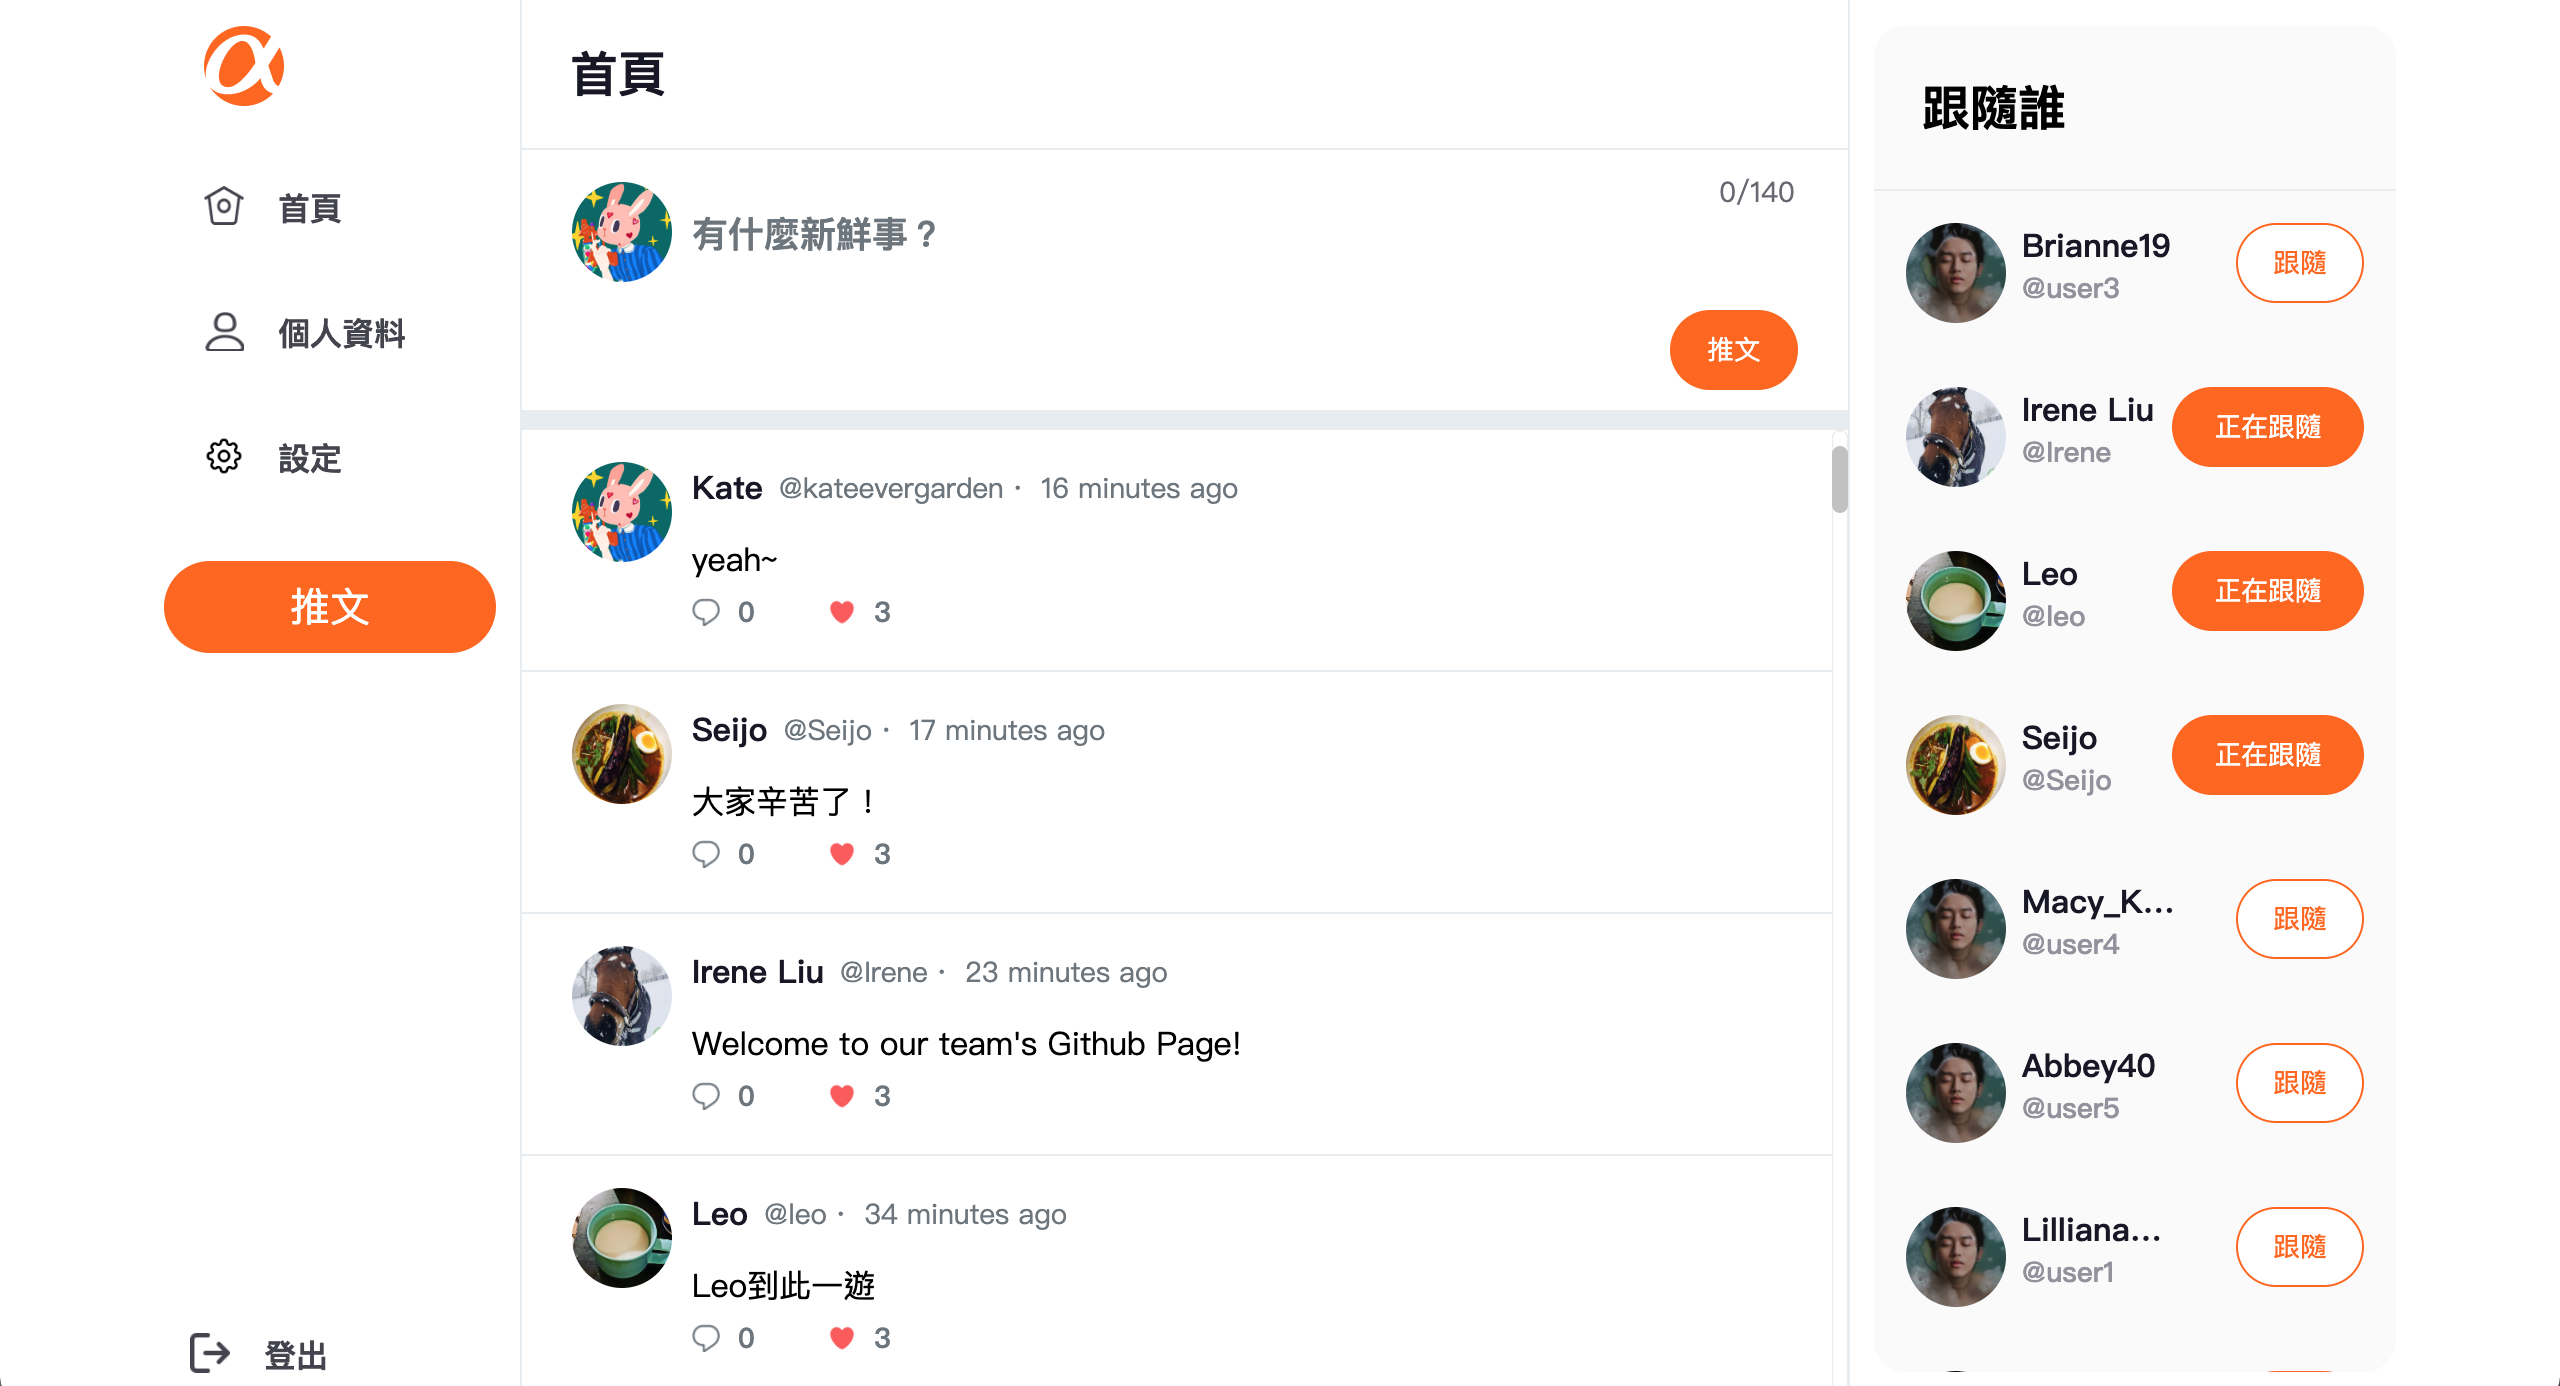 首頁
個人資料
設定
推文
登出
首頁
0/140
有什麼新鮮事？
推文
Kate @kateevergarden · 16 minutes ago
yeah~
0 3
Seijo @Seijo · 17 minutes ago
大家辛苦了！
0 3
Irene Liu @Irene · 23 minutes ago
Welcome to our team's Github Page!
0 3
Leo @leo · 34 minutes ago
Leo到此一遊
0 3
跟隨誰
Brianne19
@user3
跟隨
Irene Liu
@Irene
正在跟隨
Leo
@leo
正在跟隨
Seijo
@Seijo
正在跟隨
Macy_K...
@user4
跟隨
Abbey40
@user5
跟隨
Lilliana...
@user1
跟隨